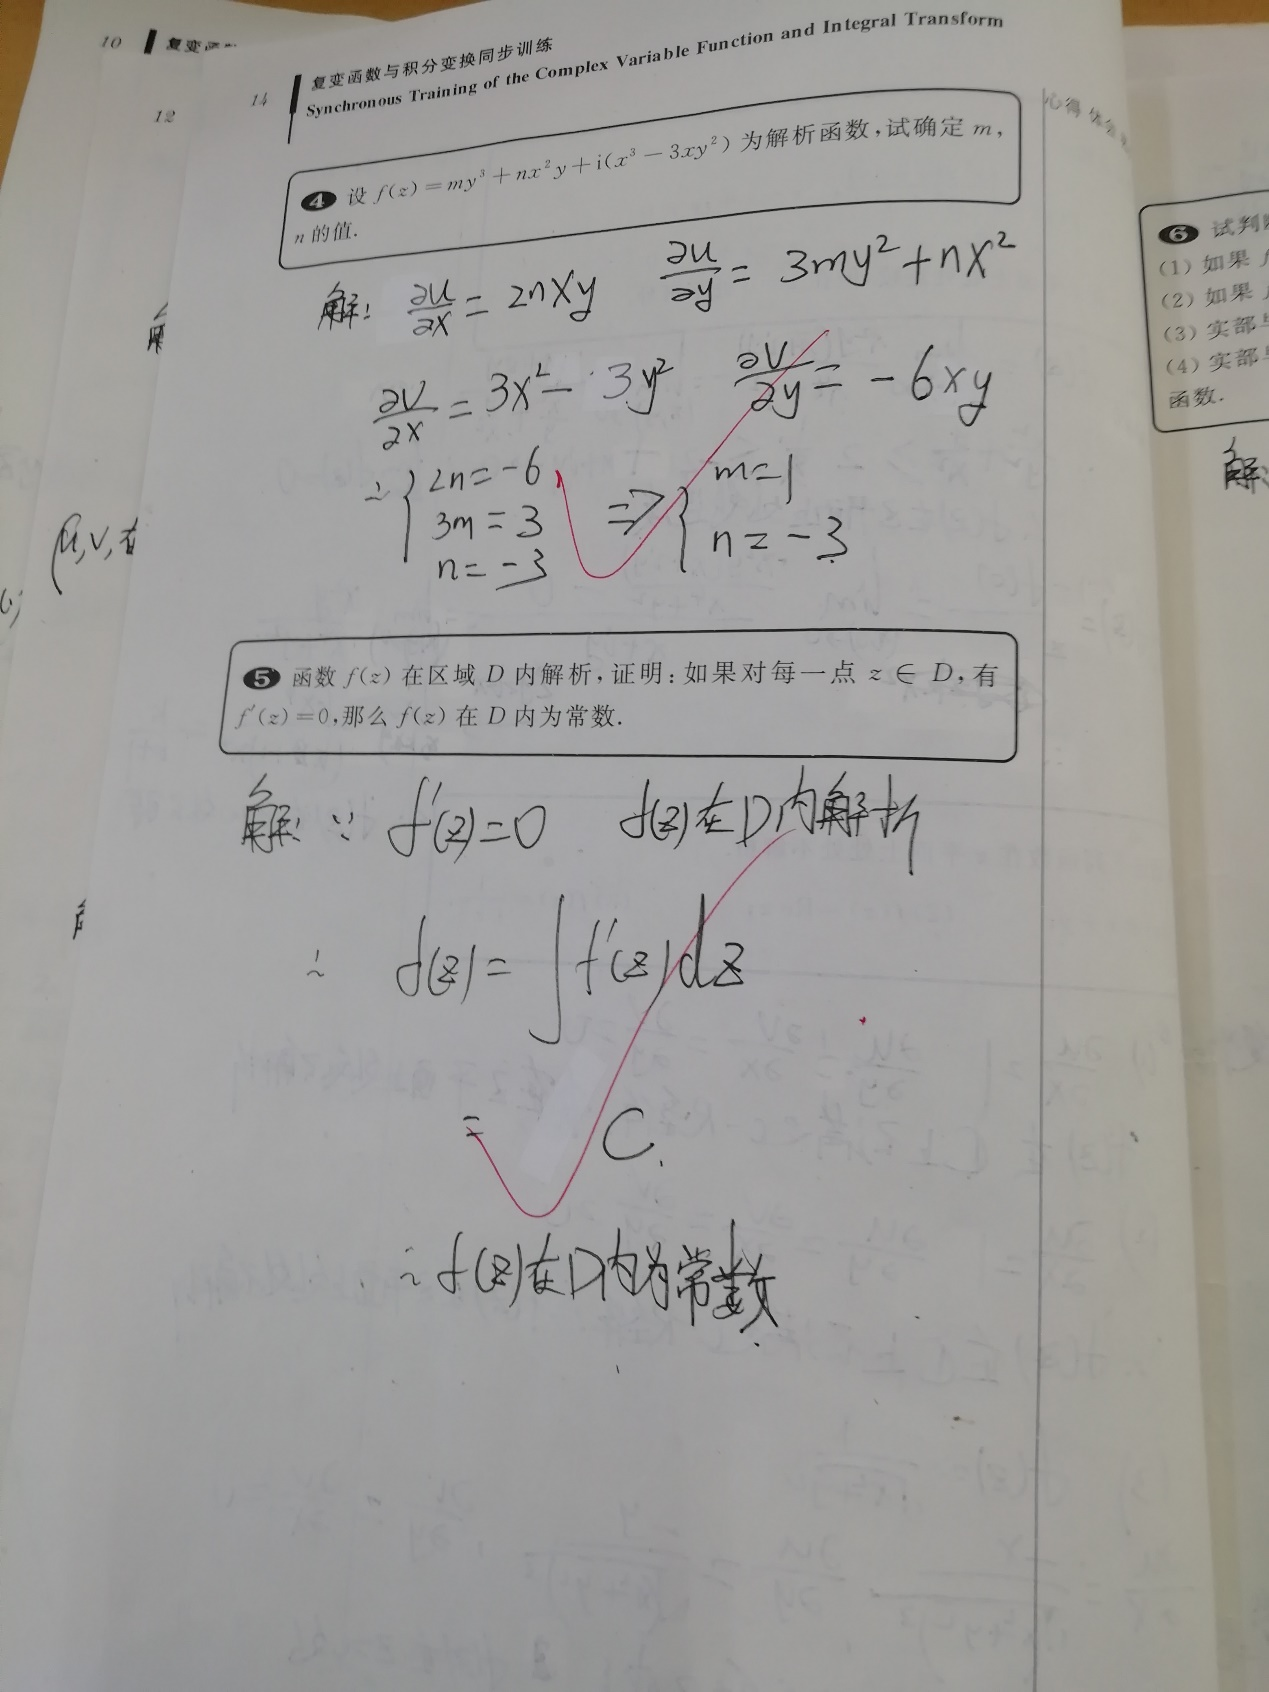 10 复变函
12
14 复变函数与积分变换同步训练
Synchronous Training of the Complex Variable Function and Integral Transform
心得 体会
4 设 f(z)=my³+nx²y+i(x³-3xy²) 为解析函数,试确定 m,
n 的值.
解: ∂u/∂x = 2nxy ∂u/∂y = 3my²+nx²
∂v/∂x = 3x²-3y² ∂v/∂y = -6xy
∴ { 2n=-6 3m=3 n=-3 ⇒ { m=1 n=-3.
5 函数 f(z) 在区域 D 内解析,证明:如果对每一点 z ∈ D,有
f′(z)=0,那么 f(z) 在 D 内为常数.
解: ∵ f′(z)=0 f(z)在D内解析
∴ f(z) = ∫f′(z)dz
= C.
∴ f(z)在D内为常数.
6 试判
(1) 如果
(2) 如果
(3) 实部
(4) 实部
函数.
解:
u, v, 在